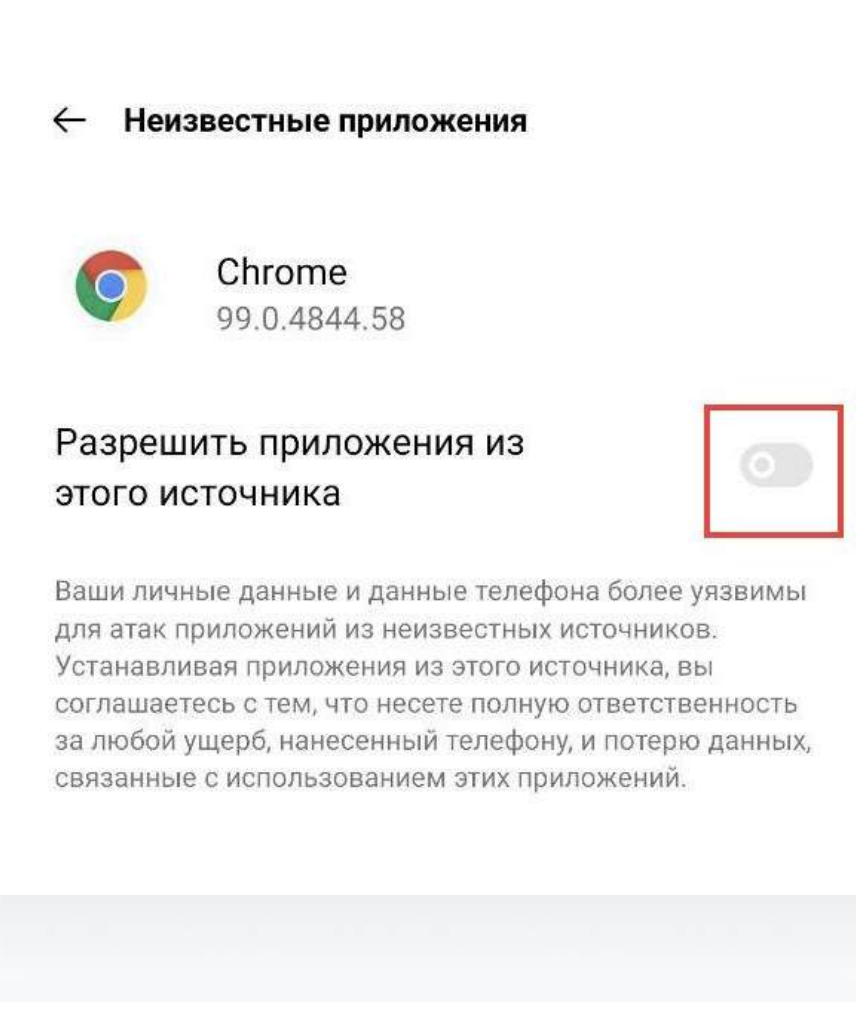 Неизвестные приложения
Chrome
99.0.4844.58
Разрешить приложения из
этого источника
Ваши личные данные и данные телефона более уязвимы
для атак приложений из неизвестных источников.
Устанавливая приложения из этого источника, вы
соглашаетесь с тем, что несете полную ответственность
за любой ущерб, нанесенный телефону, и потерю данных,
связанные с использованием этих приложений.